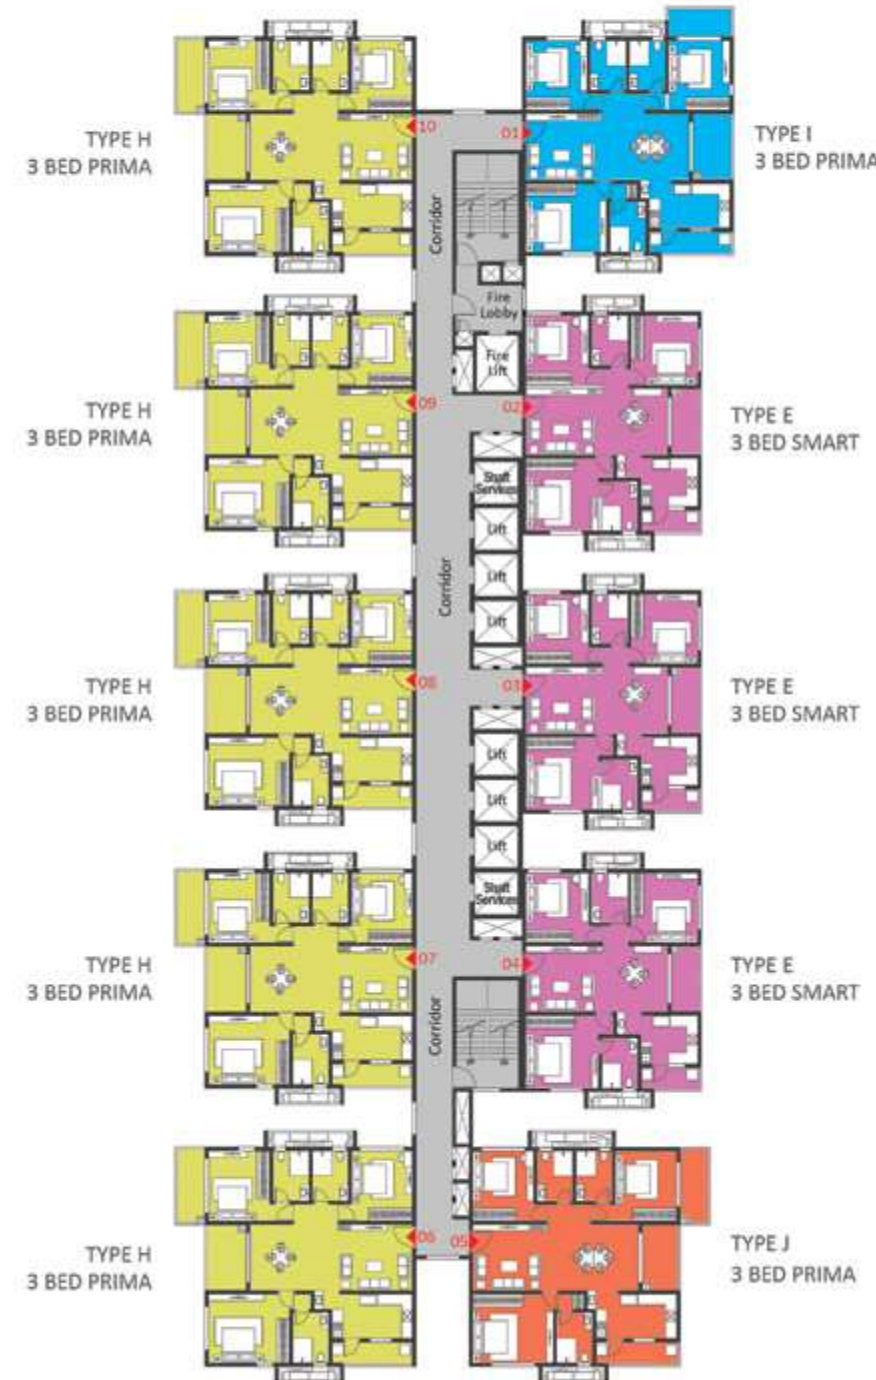 TYPE H
3 BED PRIMA
10
01
TYPE I
3 BED PRIMA
Corridor
Fire
Lobby
Fire
Lift
TYPE H
3 BED PRIMA
09
02
TYPE E
3 BED SMART
Shaft
Services
Lift
Corridor
Lift
Lift
TYPE H
3 BED PRIMA
08
03
TYPE E
3 BED SMART
Lift
Lift
Lift
Shaft
Services
TYPE H
3 BED PRIMA
07
04
TYPE E
3 BED SMART
Corridor
TYPE H
3 BED PRIMA
06
05
TYPE J
3 BED PRIMA